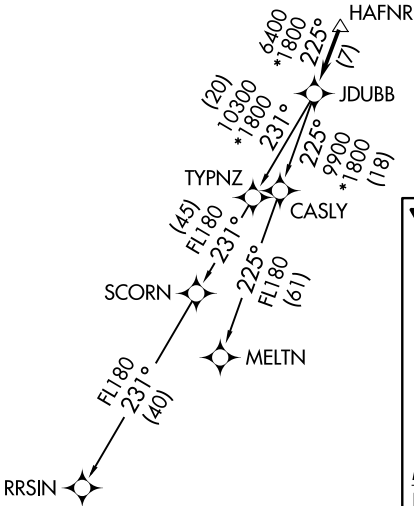 HAFNR
6400
*1800
225°
(7)
JDUBB
(20)
10300
*1800
231°
225°
9900
*1800
(18)
TYPNZ
CASLY
(45)
FL180
231°
225°
FL180
(61)
SCORN
MELTN
FL180
231°
(40)
RRSIN